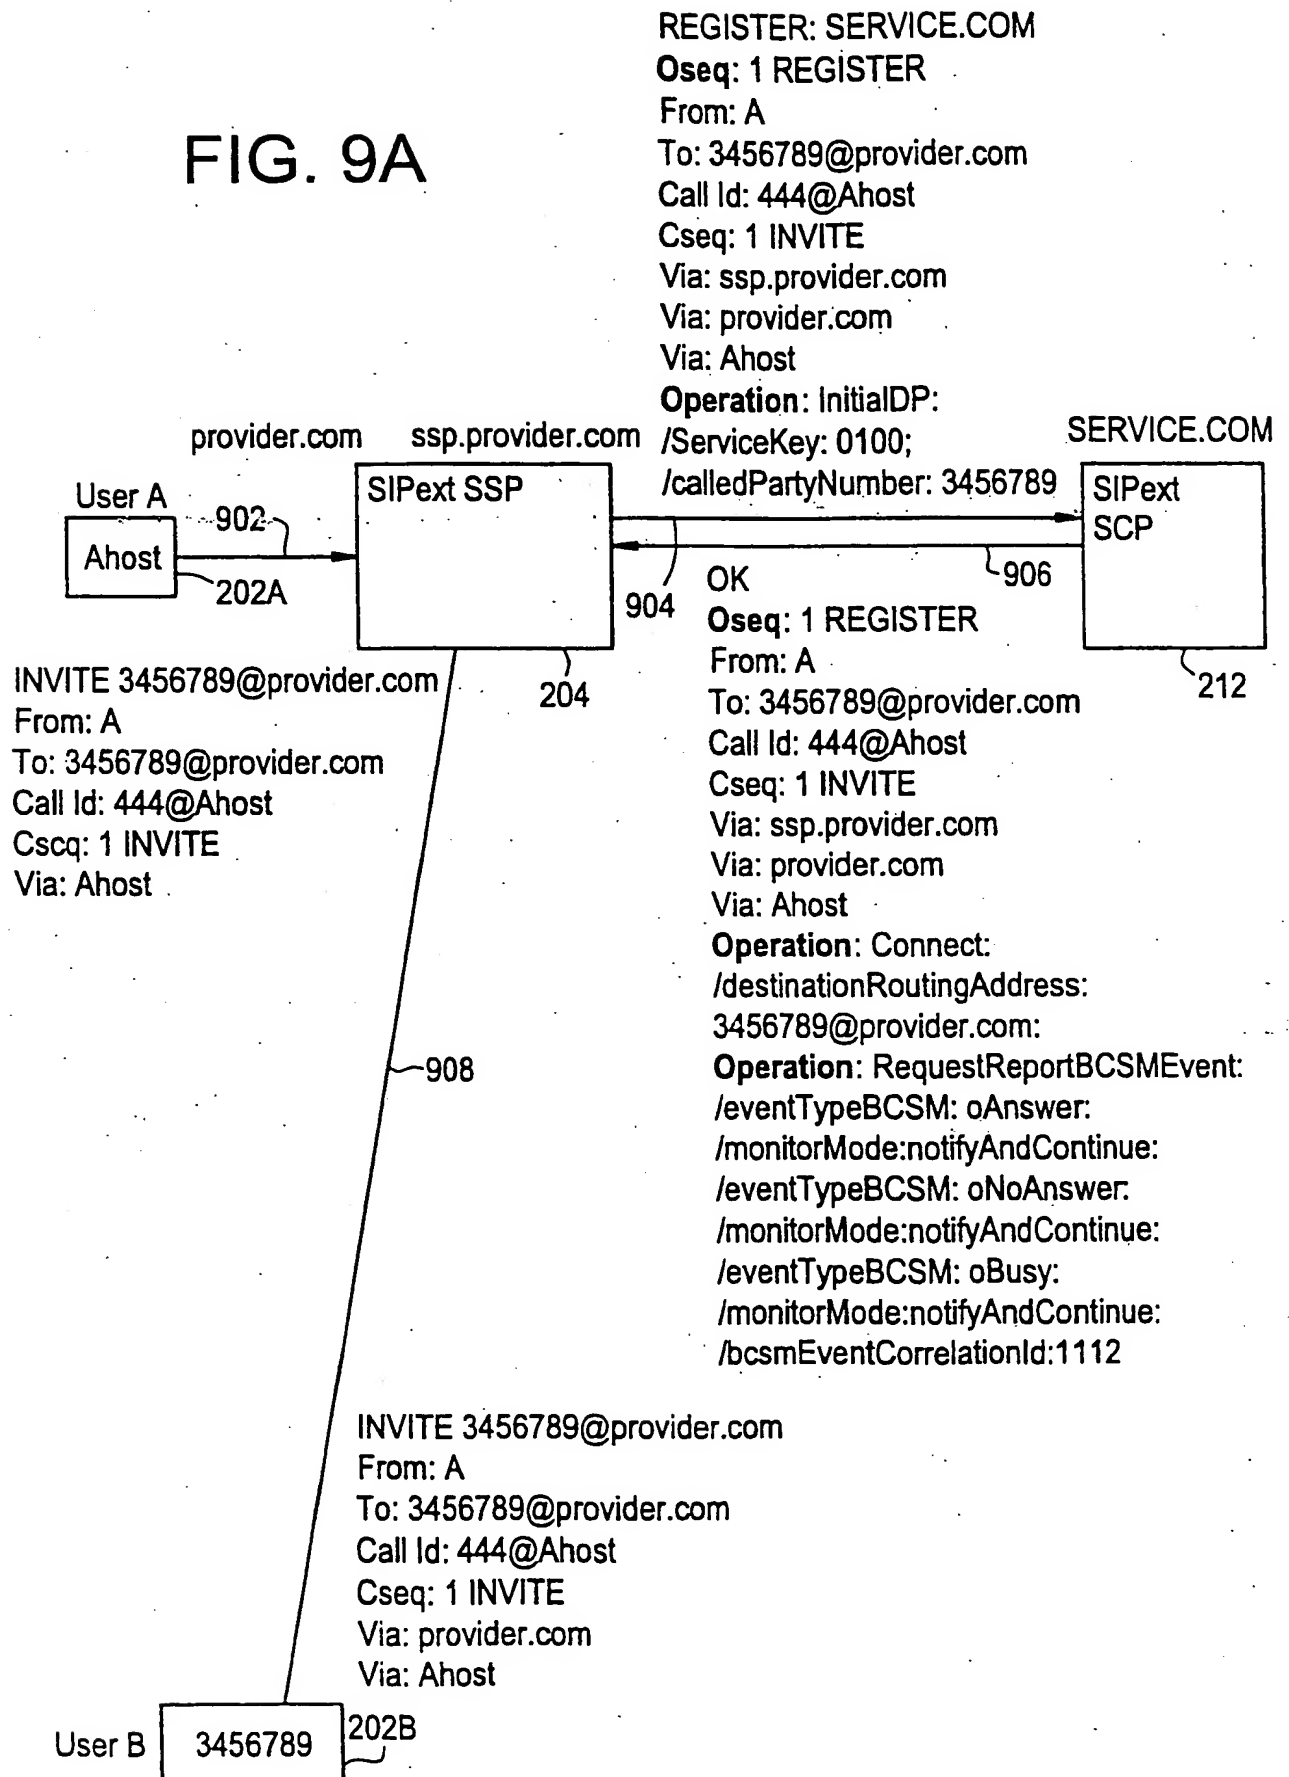 FIG. 9A
REGISTER: SERVICE.COM
Oseq: 1 REGISTER
From: A
To: 3456789@provider.com
Call Id: 444@Ahost
Cseq: 1 INVITE
Via: ssp.provider.com
Via: provider.com
Via: Ahost
Operation: InitialDP:
/ServiceKey: 0100;
/calledPartyNumber: 3456789
provider.com
ssp.provider.com
SERVICE.COM
User A
Ahost
902
202A
SIPext SSP
204
904
906
SIPext
SCP
212
INVITE 3456789@provider.com
From: A
To: 3456789@provider.com
Call Id: 444@Ahost
Cscq: 1 INVITE
Via: Ahost
OK
Oseq: 1 REGISTER
From: A
To: 3456789@provider.com
Call Id: 444@Ahost
Cseq: 1 INVITE
Via: ssp.provider.com
Via: provider.com
Via: Ahost
Operation: Connect:
/destinationRoutingAddress:
3456789@provider.com:
Operation: RequestReportBCSMEvent:
/eventTypeBCSM: oAnswer:
/monitorMode:notifyAndContinue:
/eventTypeBCSM: oNoAnswer:
/monitorMode:notifyAndContinue:
/eventTypeBCSM: oBusy:
/monitorMode:notifyAndContinue:
/bcsmEventCorrelationId:1112
908
INVITE 3456789@provider.com
From: A
To: 3456789@provider.com
Call Id: 444@Ahost
Cseq: 1 INVITE
Via: provider.com
Via: Ahost
User B
3456789
202B